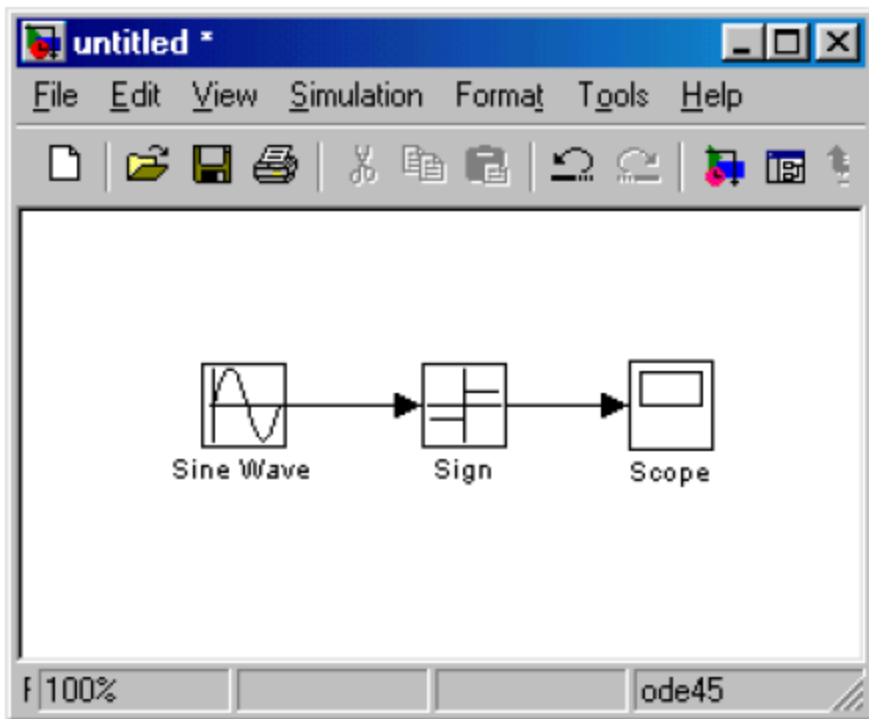 untitled *
File Edit View Simulation Format Tools Help
Sine Wave Sign Scope
100% ode45